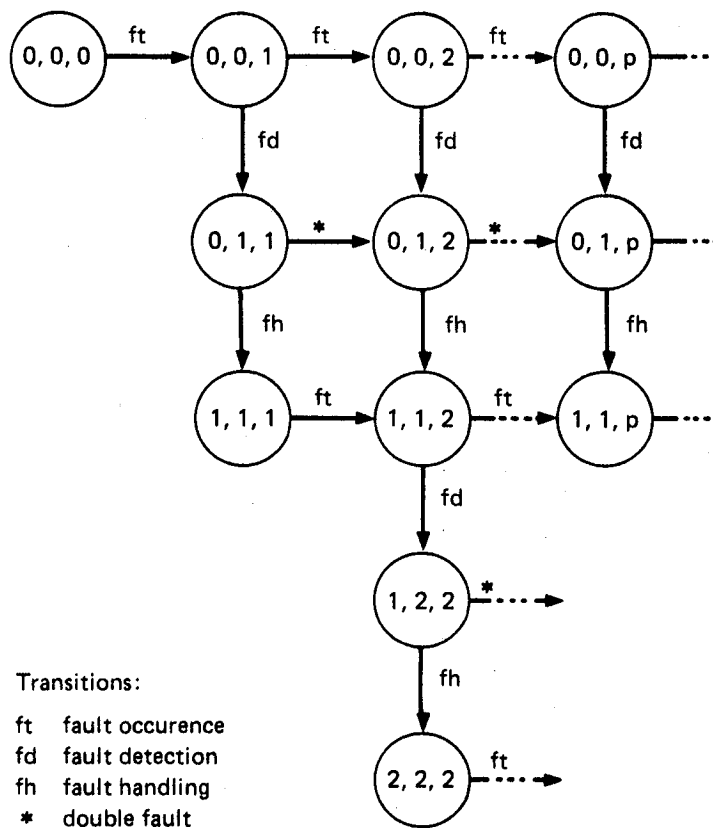 ft ft ft
0, 0, 0 0, 0, 1 0, 0, 2 0, 0, p
fd fd fd
* *
0, 1, 1 0, 1, 2 0, 1, p
fh fh fh
ft ft
1, 1, 1 1, 1, 2 1, 1, p
fd
*
1, 2, 2
fh
ft
2, 2, 2
Transitions:
ft fault occurence
fd fault detection
fh fault handling
* double fault